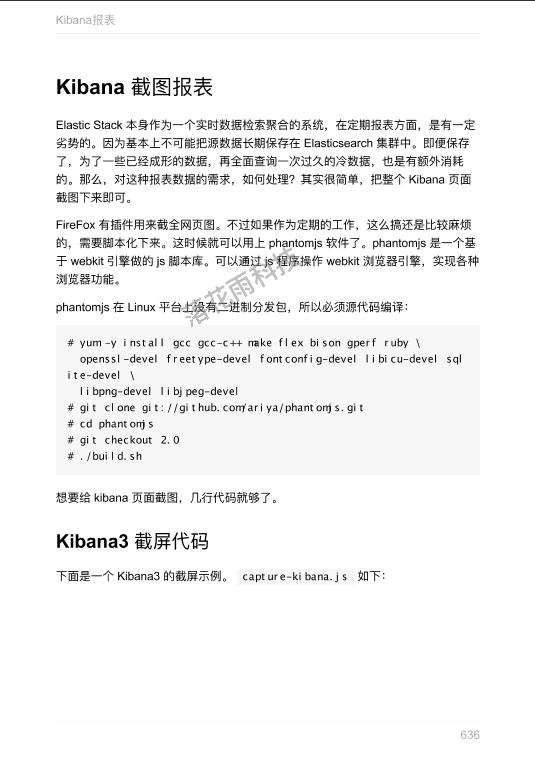 Kibana报表
Kibana 截图报表
Elastic Stack 本身作为一个实时数据检索聚合的系统，在定期报表方面，是有一定
劣势的。因为基本上不可能把源数据长期保存在 Elasticsearch 集群中。即便保存
了，为了一些已经成形的数据，再全面查询一次过久的冷数据，也是有额外消耗
的。那么，对这种报表数据的需求，如何处理？其实很简单，把整个 Kibana 页面
截图下来即可。
FireFox 有插件用来截全网页图。不过如果作为定期的工作，这么搞还是比较麻烦
的，需要脚本化下来。这时候就可以用上 phantomjs 软件了。phantomjs 是一个基
于 webkit 引擎做的 js 脚本库。可以通过 js 程序操作 webkit 浏览器引擎，实现各种
浏览器功能。
phantomjs 在 Linux 平台上没有二进制分发包，所以必须源代码编译：
# yum -y install gcc gcc-c++ make flex bison gperf ruby \
openssl-devel freetype-devel fontconfig-devel libicu-devel sql
ite-devel \
libpng-devel libjpeg-devel
# git clone git://github.com/ariya/phantomjs.git
# cd phantomjs
# git checkout 2.0
# ./build.sh
想要给 kibana 页面截图，几行代码就够了。
Kibana3 截屏代码
下面是一个 Kibana3 的截屏示例。 capture-kibana.js 如下：
落花雨科技
636